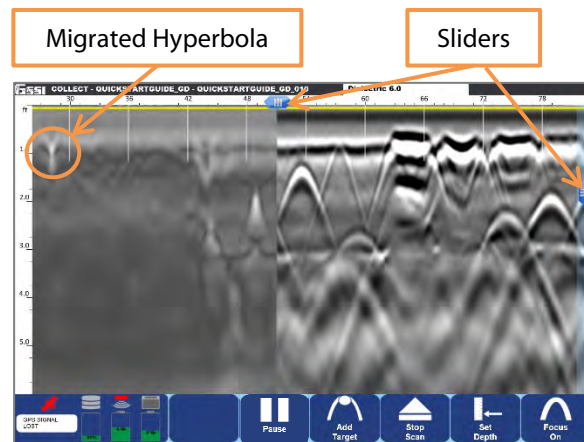 Migrated Hyperbola
Sliders
GSSI COLLECT - QUICKSTARTGUIDE_GD - QUICKSTARTGUIDE_GD_010
Dielectric 6.0
30 36 42 54 60 66 72 78
ft
1.
2.0
3.0
4.0
5.0
GPS SIGNAL
LOST
Pause
Add
Target
Stop
Scan
Set
Depth
Focus
On